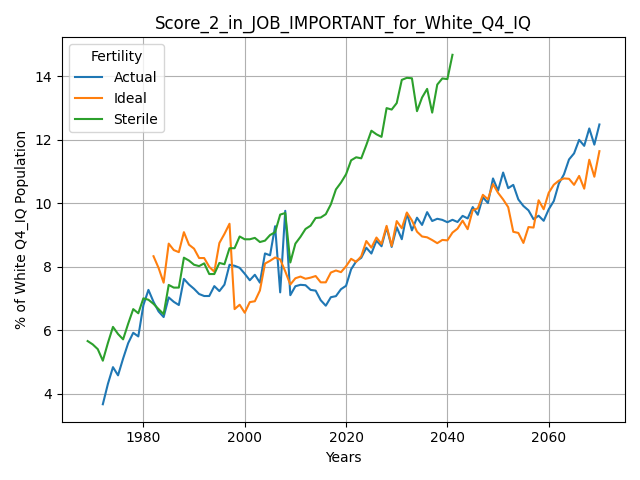 Score_2_in_JOB_IMPORTANT_for_White_Q4_IQ
Fertility
Actual
Ideal
Sterile
% of White Q4_IQ Population
14
12
10
8
6
4
1980
2000
2020
2040
2060
Years